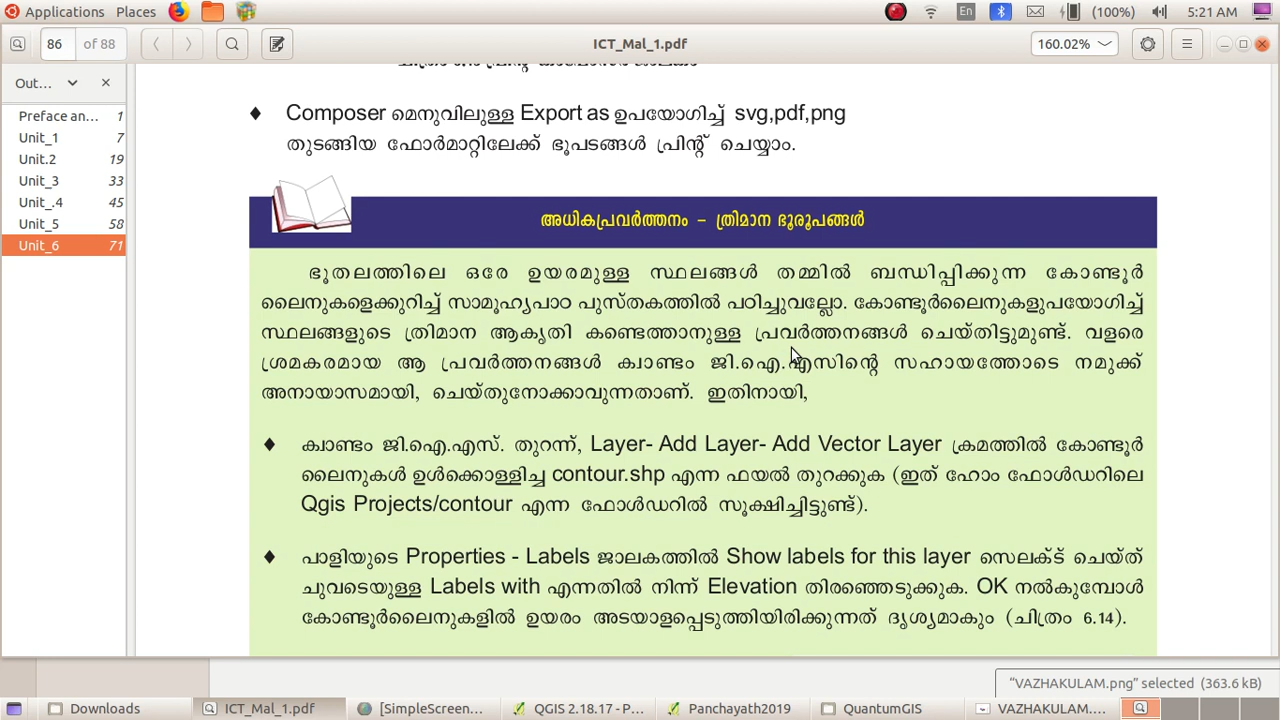 Applications Places En (100%) 5:21 AM
86 of 88 ICT_Mal_1.pdf 160.02%
Out...
Preface an... 1
Unit_1 7
Unit.2 19
Unit_3 33
Unit_.4 45
Unit_5 58
Unit_6 71
Composer മെനുവിലുള്ള Export as ഉപയോഗിച്ച് svg,pdf,png
തുടങ്ങിയ ഫോർമാറ്റിലേക്ക് ഭൂപടങ്ങൾ പ്രിന്റ് ചെയ്യാം.
അധികപ്രവർത്തനം – ത്രിമാന ഭൂരൂപങ്ങൾ
ഭൂതലത്തിലെ ഒരേ ഉയരമുള്ള സ്ഥലങ്ങൾ തമ്മിൽ ബന്ധിപ്പിക്കുന്ന കോണ്ടൂർ
ലൈനുകളെക്കുറിച്ച് സാമൂഹ്യപാഠ പുസ്തകത്തിൽ പഠിച്ചുവല്ലോ. കോണ്ടൂർലൈനുകളുപയോഗിച്ച്
സ്ഥലങ്ങളുടെ ത്രിമാന ആകൃതി കണ്ടെത്താനുള്ള പ്രവർത്തനങ്ങൾ ചെയ്തിട്ടുമുണ്ട്. വളരെ
ശ്രമകരമായ ആ പ്രവർത്തനങ്ങൾ ക്വാണ്ടം ജി.ഐ.എസിന്റെ സഹായത്തോടെ നമുക്ക്
അനായാസമായി, ചെയ്തുനോക്കാവുന്നതാണ്. ഇതിനായി,
ക്വാണ്ടം ജി.ഐ.എസ്. തുറന്ന്, Layer- Add Layer- Add Vector Layer ക്രമത്തിൽ കോണ്ടൂർ
ലൈനുകൾ ഉൾക്കൊള്ളിച്ച contour.shp എന്ന ഫയൽ തുറക്കുക (ഇത് ഹോം ഫോൾഡറിലെ
Qgis Projects/contour എന്ന ഫോൾഡറിൽ സൂക്ഷിച്ചിട്ടുണ്ട്).
പാളിയുടെ Properties - Labels ജാലകത്തിൽ Show labels for this layer സെലക്ട് ചെയ്ത്
ചുവടെയുള്ള Labels with എന്നതിൽ നിന്ന് Elevation തിരഞ്ഞെടുക്കുക. OK നൽകുമ്പോൾ
കോണ്ടൂർലൈനുകളിൽ ഉയരം അടയാളപ്പെടുത്തിയിരിക്കുന്നത് ദൃശ്യമാകും (ചിത്രം 6.14).
“VAZHAKULAM.png” selected (363.6 kB)
Downloads ICT_Mal_1.pdf [SimpleScreen... QGIS 2.18.17 - P... Panchayath2019 QuantumGIS VAZHAKULAM....